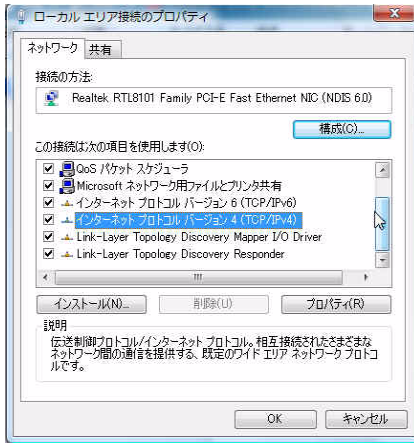 ローカル エリア接続のプロパティ
ネットワーク 共有
接続の方法:
Realtek RTL8101 Family PCI-E Fast Ethernet NIC (NDIS 6.0)
構成(C)...
この接続は次の項目を使用します(O):
QoS パケット スケジューラ
Microsoft ネットワーク用ファイルとプリンタ共有
インターネット プロトコル バージョン 6 (TCP/IPv6)
インターネット プロトコル バージョン 4 (TCP/IPv4)
Link-Layer Topology Discovery Mapper I/O Driver
Link-Layer Topology Discovery Responder
インストール(N)... 削除(U) プロパティ(R)
説明
伝送制御プロトコル/インターネット プロトコル。相互接続されたさまざまな
ネットワーク間の通信を提供する、既定のワイド エリア ネットワーク プロトコ
ルです。
OK キャンセル